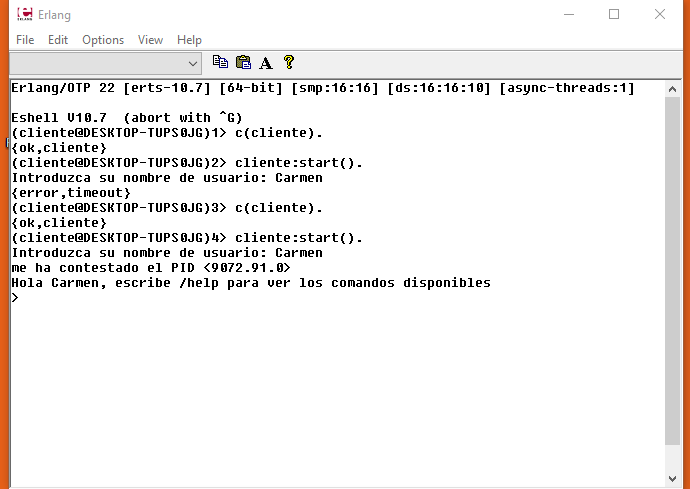 Erlang
File Edit Options View Help
Erlang/OTP 22 [erts-10.7] [64-bit] [smp:16:16] [ds:16:16:10] [async-threads:1]
Eshell V10.7  (abort with ^G)
(cliente@DESKTOP-TUPS0JG)1> c(cliente).
{ok,cliente}
(cliente@DESKTOP-TUPS0JG)2> cliente:start().
Introduzca su nombre de usuario: Carmen
{error,timeout}
(cliente@DESKTOP-TUPS0JG)3> c(cliente).
{ok,cliente}
(cliente@DESKTOP-TUPS0JG)4> cliente:start().
Introduzca su nombre de usuario: Carmen
me ha contestado el PID <9072.91.0>
Hola Carmen, escribe /help para ver los comandos disponibles
>